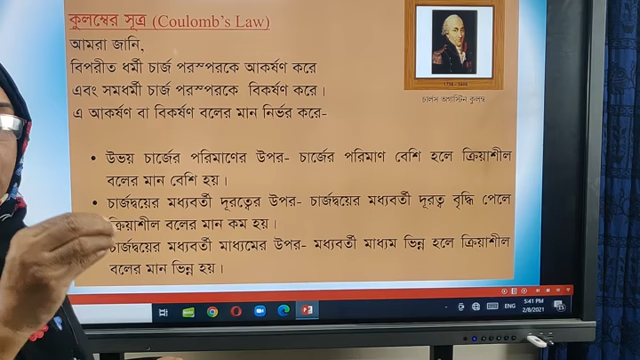 কুলম্বের সূত্র (Coulomb's Law)
আমরা জানি,
বিপরীত ধর্মী চার্জ পরস্পরকে আকর্ষণ করে
এবং সমধর্মী চার্জ পরস্পরকে বিকর্ষণ করে।
এ আকর্ষণ বা বিকর্ষণ বলের মান নির্ভর করে-
চার্লস অগাস্টিন কুলম্ব
• উভয় চার্জের পরিমাণের উপর- চার্জের পরিমাণ বেশি হলে ক্রিয়াশীল
বলের মান বেশি হয়।
• চার্জদ্বয়ের মধ্যবর্তী দূরত্বের উপর- চার্জদ্বয়ের মধ্যবর্তী দূরত্ব বৃদ্ধি পেলে
ক্রিয়াশীল বলের মান কম হয়।
চার্জদ্বয়ের মধ্যবর্তী মাধ্যমের উপর- মধ্যবর্তী মাধ্যম ভিন্ন হলে ক্রিয়াশীল
বলের মান ভিন্ন হয়।
ENG
5:41 PM
2/8/2021